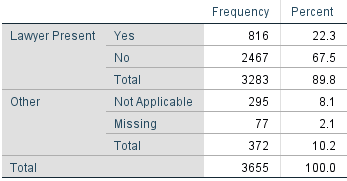 Frequency Percent
Lawyer Present Yes 816 22.3
No 2467 67.5
Total 3283 89.8
Other Not Applicable 295 8.1
Missing 77 2.1
Total 372 10.2
Total 3655 100.0